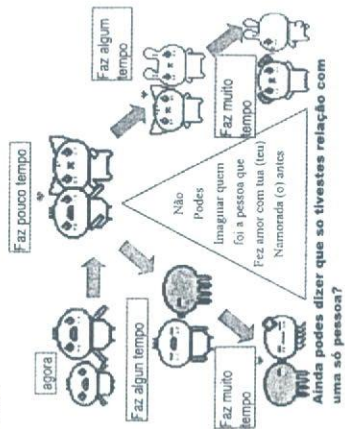 agora
Faz pouco tempo
Faz algum
tempo
Faz muito
tempo
Faz algun tempo
Faz muito
tempo
Não
Podes
Imaginar quem
foi a pessoa que
Fez amor com tua (teu)
Namorada (o) antes
Ainda podes dizer que so tivestes relação com
uma só pessoa?